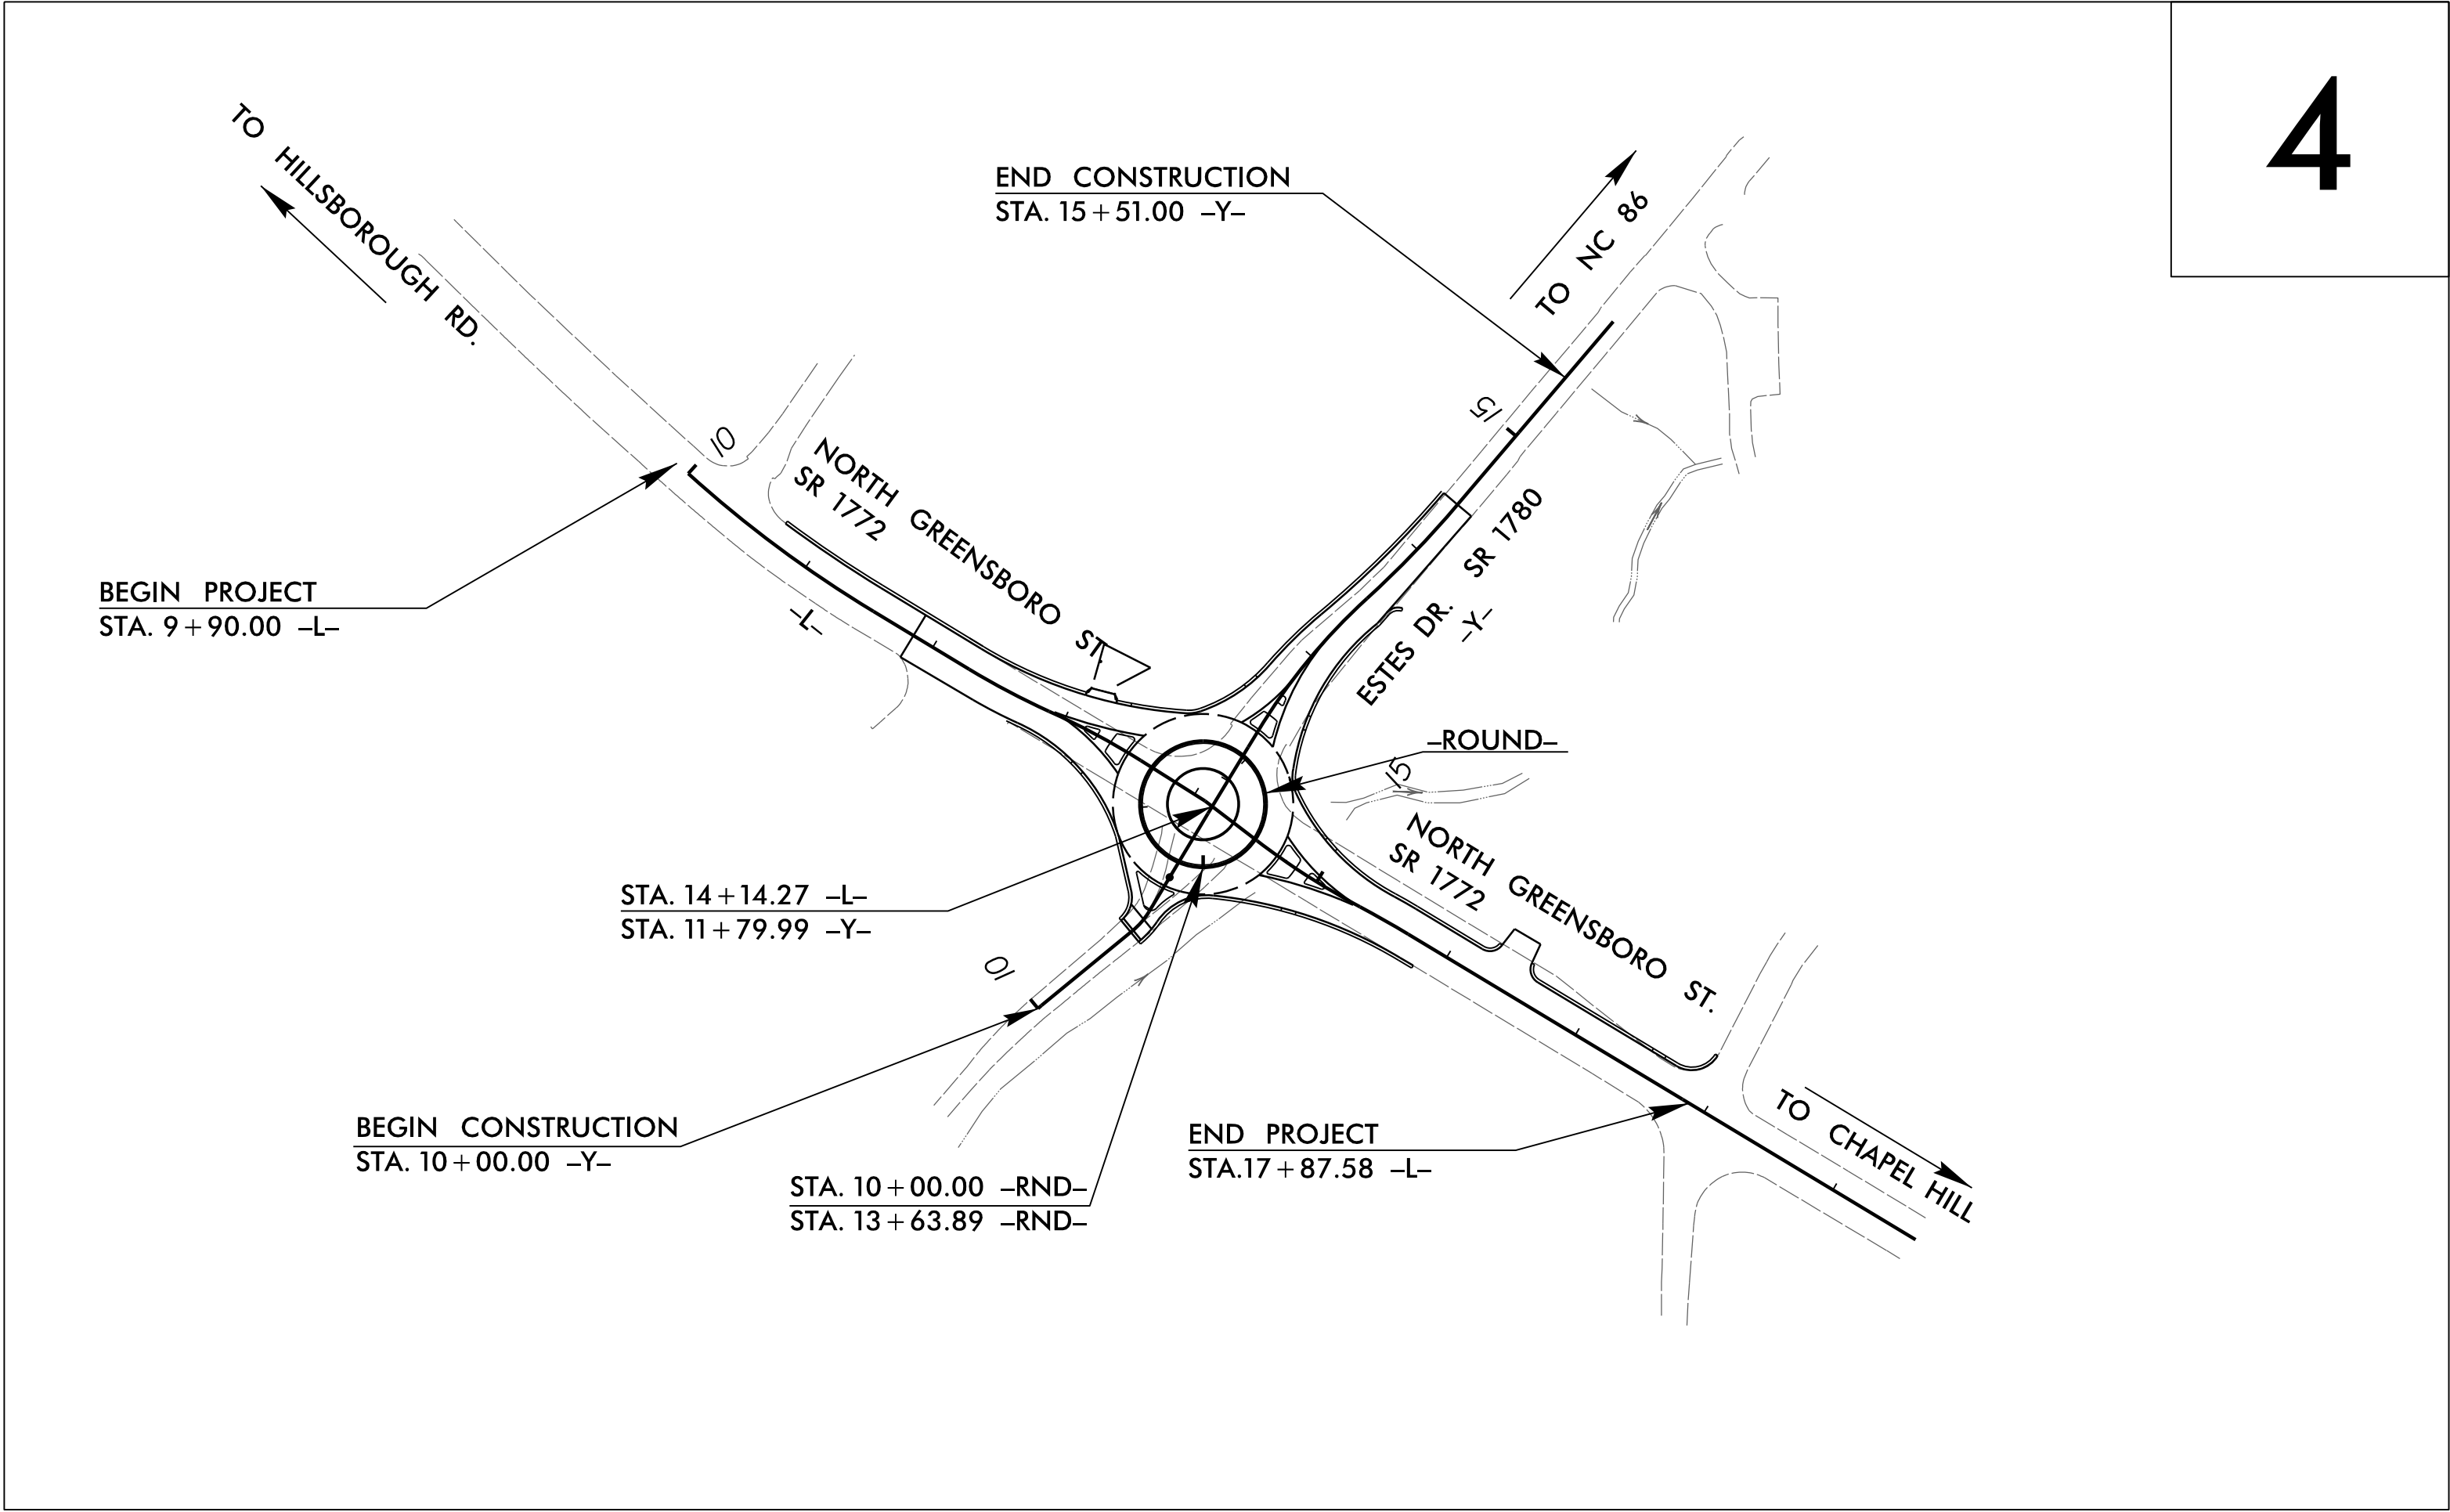 4
TO HILLSBOROUGH RD.
END CONSTRUCTION
STA. 15+51.00 –Y–
TO NC 86
15
10
NORTH GREENSBORO ST.
SR 1772
BEGIN PROJECT
STA. 9+90.00 –L–
–L–
ESTES DR. SR 1780
–Y–
–ROUND–
15
NORTH GREENSBORO ST.
SR 1772
STA. 14+14.27 –L–
STA. 11+79.99 –Y–
10
BEGIN CONSTRUCTION
STA. 10+00.00 –Y–
STA. 10+00.00 –RND–
STA. 13+63.89 –RND–
END PROJECT
STA.17+87.58 –L–
TO CHAPEL HILL